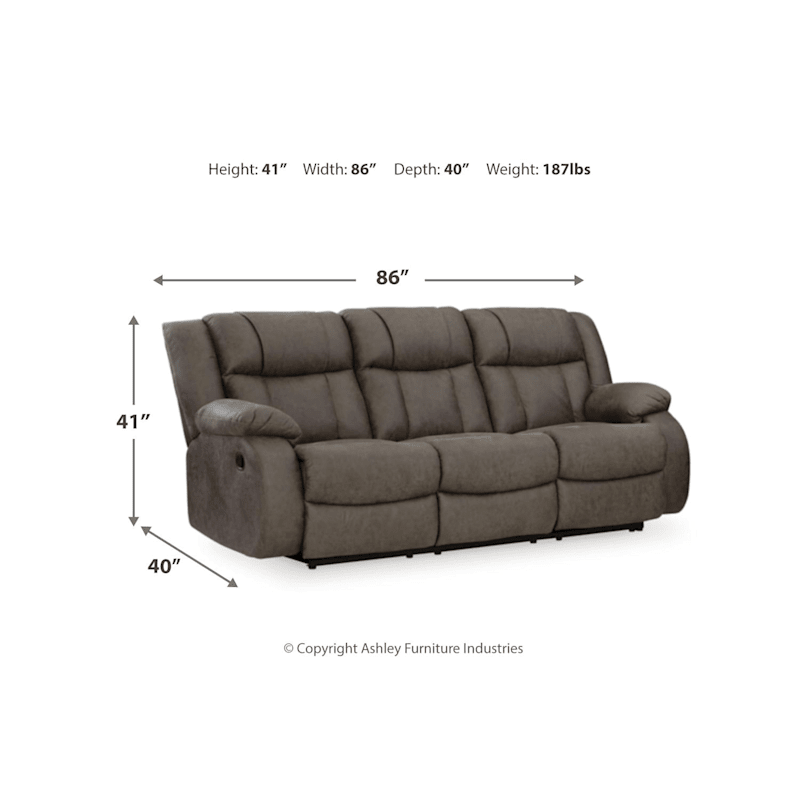 Height: 41” Width: 86” Depth: 40” Weight: 187lbs
86”
41”
40”
© Copyright Ashley Furniture Industries